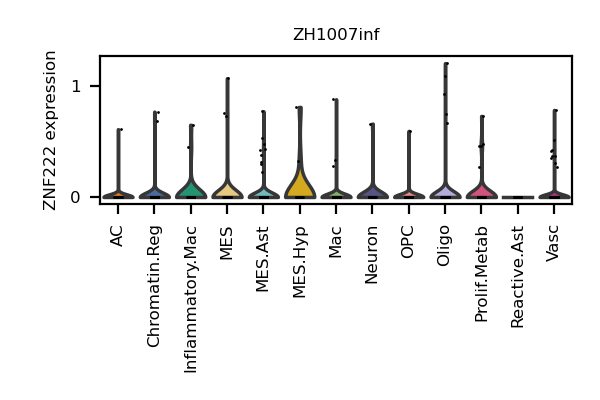 ZH1007inf
ZNF222 expression
1
0
AC
Chromatin.Reg
Inflammatory.Mac
MES
MES.Ast
MES.Hyp
Mac
Neuron
OPC
Oligo
Prolif.Metab
Reactive.Ast
Vasc